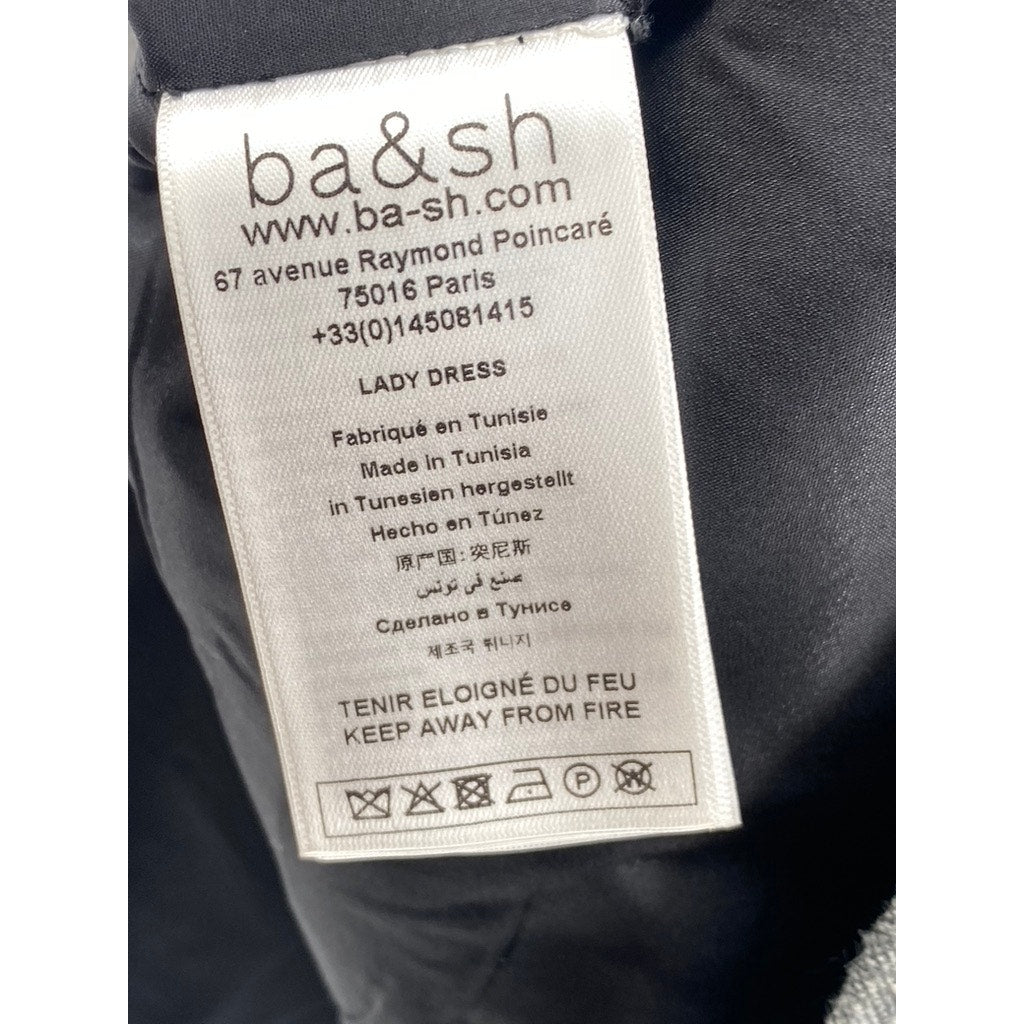 ba&sh
www.ba-sh.com
67 avenue Raymond Poincaré
75016 Paris
+33(0)145081415
LADY DRESS
Fabriqué en Tunisie
Made in Tunisia
in Tunesien hergestellt
Hecho en Túnez
原产国:突尼斯
صنع في تونس
Сделано в Тунисе
제조국 튀니지
TENIR ELOIGNÉ DU FEU
KEEP AWAY FROM FIRE
P W